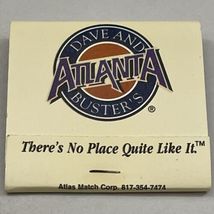 DAVE AND
ATLANTA
BUSTER'S®
There's No Place Quite Like It.™
Atlas Match Corp. 817-354-7474